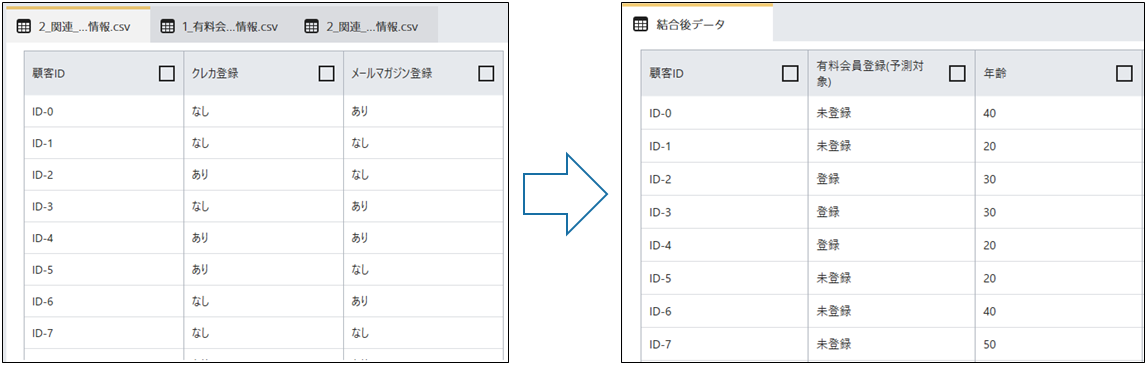 2_関連_...情報.csv 1_有料会...情報.csv 2_関連_...情報.csv
顧客ID クレカ登録 メールマガジン登録
ID-0 なし あり
ID-1 なし なし
ID-2 あり なし
ID-3 なし あり
ID-4 あり あり
ID-5 あり なし
ID-6 なし あり
ID-7 なし なし
結合後データ
顧客ID 有料会員登録(予測対
象) 年齢
ID-0 未登録 40
ID-1 未登録 20
ID-2 登録 30
ID-3 登録 30
ID-4 登録 20
ID-5 未登録 20
ID-6 未登録 40
ID-7 未登録 50